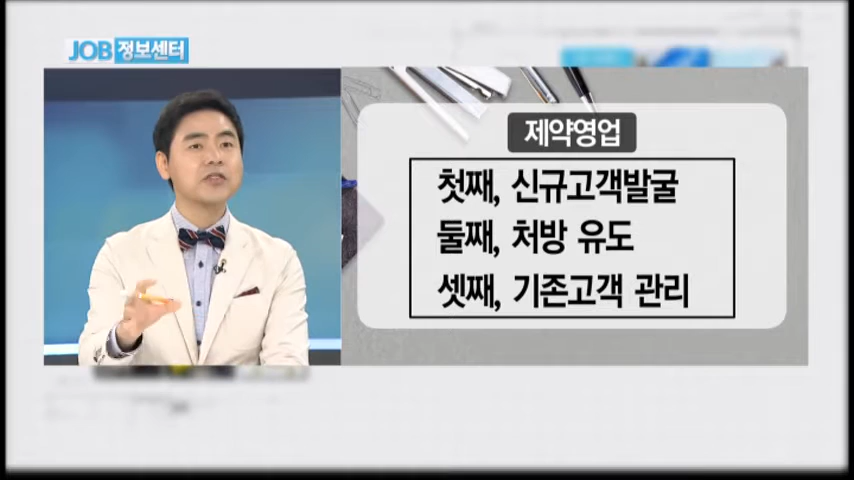 JOB 정보센터
제약영업
첫째, 신규고객발굴
둘째, 처방 유도
셋째, 기존고객 관리